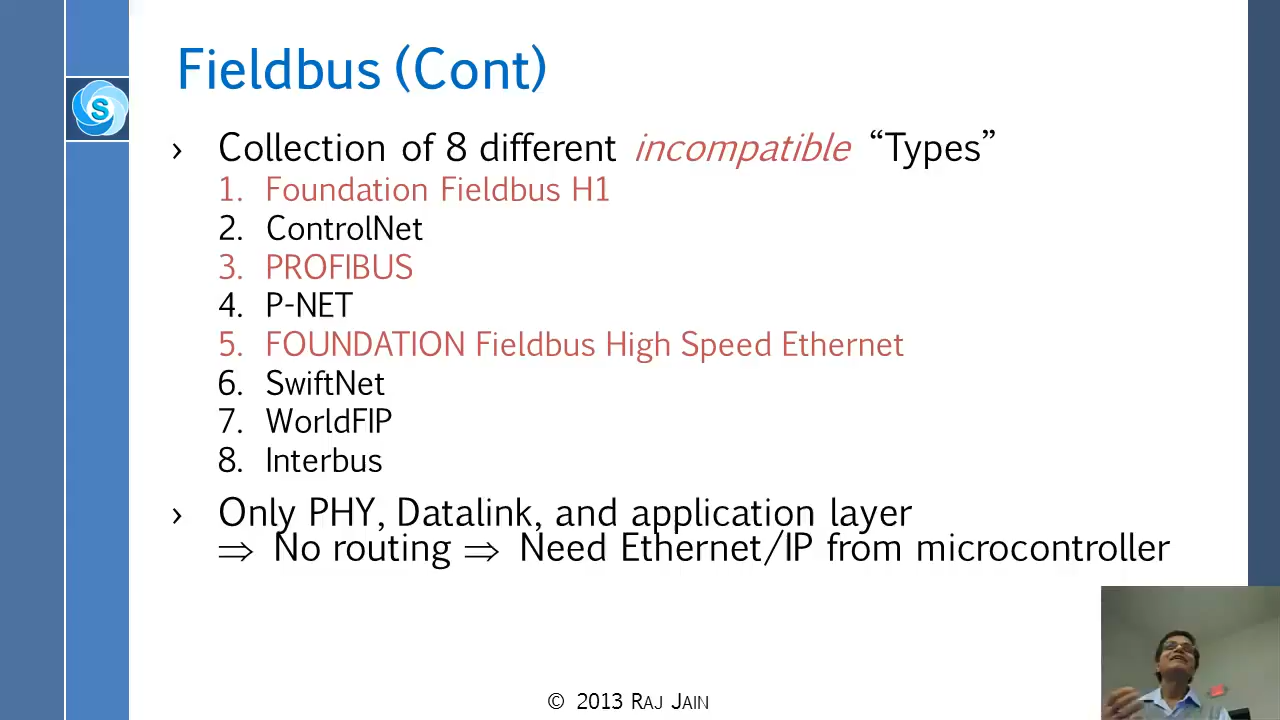 Fieldbus (Cont)
S
› Collection of 8 different incompatible “Types”
1. Foundation Fieldbus H1
2. ControlNet
3. PROFIBUS
4. P-NET
5. FOUNDATION Fieldbus High Speed Ethernet
6. SwiftNet
7. WorldFIP
8. Interbus
› Only PHY, Datalink, and application layer
⇒ No routing ⇒ Need Ethernet/IP from microcontroller
© 2013 RAJ JAIN